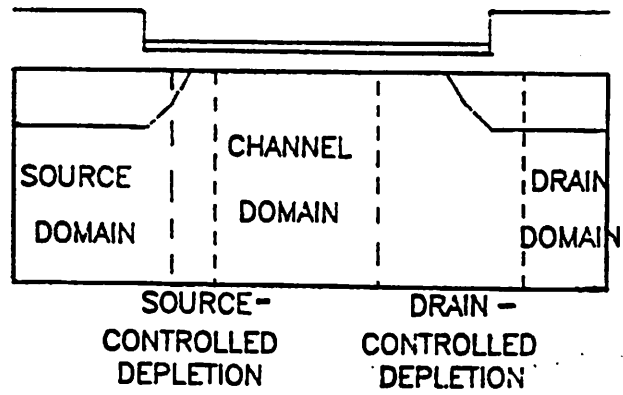 SOURCE
DOMAIN
CHANNEL
DOMAIN
DRAIN
DOMAIN
SOURCE-
CONTROLLED
DEPLETION
DRAIN -
CONTROLLED
DEPLETION